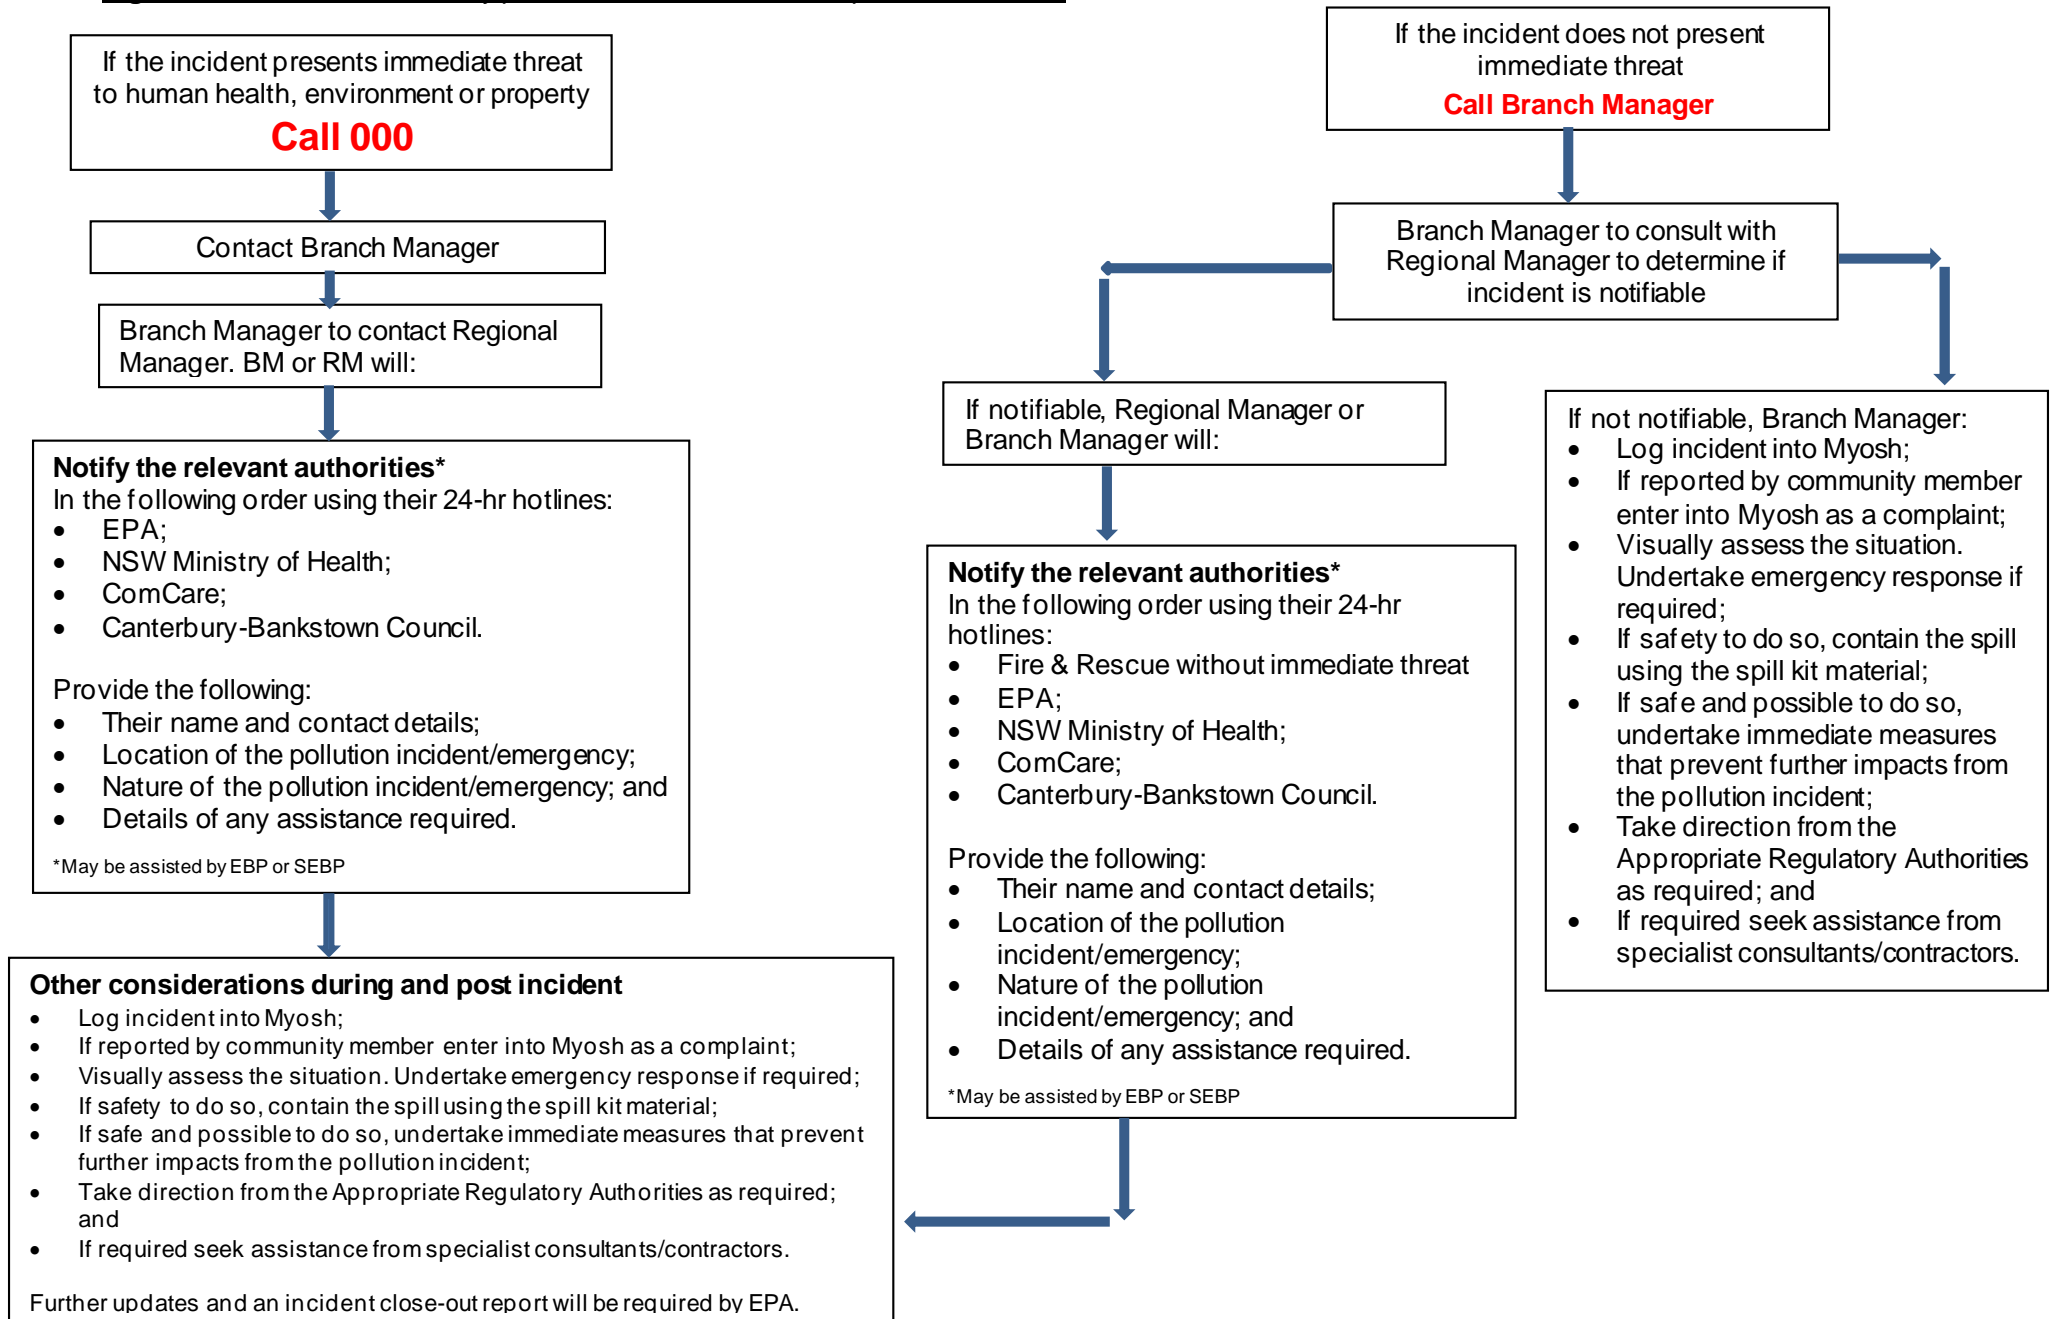 If the incident presents immediate threat
to human health, environment or property
Call 000
Contact Branch Manager
Branch Manager to contact Regional
Manager. BM or RM will:
Notify the relevant authorities*
In the following order using their 24-hr hotlines:
• EPA;
• NSW Ministry of Health;
• ComCare;
• Canterbury-Bankstown Council.
Provide the following:
• Their name and contact details;
• Location of the pollution incident/emergency;
• Nature of the pollution incident/emergency; and
• Details of any assistance required.
*May be assisted by EBP or SEBP
Other considerations during and post incident
• Log incident into Myosh;
• If reported by community member enter into Myosh as a complaint;
• Visually assess the situation. Undertake emergency response if required;
• If safety to do so, contain the spill using the spill kit material;
• If safe and possible to do so, undertake immediate measures that prevent
further impacts from the pollution incident;
• Take direction from the Appropriate Regulatory Authorities as required;
and
• If required seek assistance from specialist consultants/contractors.
Further updates and an incident close-out report will be required by EPA.
If the incident does not present
immediate threat
Call Branch Manager
Branch Manager to consult with
Regional Manager to determine if
incident is notifiable
If notifiable, Regional Manager or
Branch Manager will:
Notify the relevant authorities*
In the following order using their 24-hr
hotlines:
• Fire & Rescue without immediate threat
• EPA;
• NSW Ministry of Health;
• ComCare;
• Canterbury-Bankstown Council.
Provide the following:
• Their name and contact details;
• Location of the pollution
incident/emergency;
• Nature of the pollution
incident/emergency; and
• Details of any assistance required.
*May be assisted by EBP or SEBP
If not notifiable, Branch Manager:
• Log incident into Myosh;
• If reported by community member
enter into Myosh as a complaint;
• Visually assess the situation.
Undertake emergency response if
required;
• If safety to do so, contain the spill
using the spill kit material;
• If safe and possible to do so,
undertake immediate measures
that prevent further impacts from
the pollution incident;
• Take direction from the
Appropriate Regulatory Authorities
as required; and
• If required seek assistance from
specialist consultants/contractors.